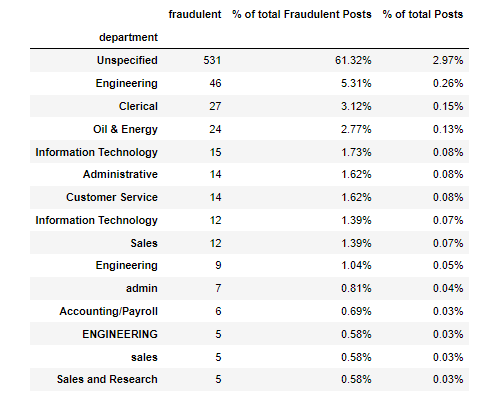 fraudulent % of total Fraudulent Posts % of total Posts
department
Unspecified 531 61.32% 2.97%
Engineering 46 5.31% 0.26%
Clerical 27 3.12% 0.15%
Oil & Energy 24 2.77% 0.13%
Information Technology 15 1.73% 0.08%
Administrative 14 1.62% 0.08%
Customer Service 14 1.62% 0.08%
Information Technology 12 1.39% 0.07%
Sales 12 1.39% 0.07%
Engineering 9 1.04% 0.05%
admin 7 0.81% 0.04%
Accounting/Payroll 6 0.69% 0.03%
ENGINEERING 5 0.58% 0.03%
sales 5 0.58% 0.03%
Sales and Research 5 0.58% 0.03%